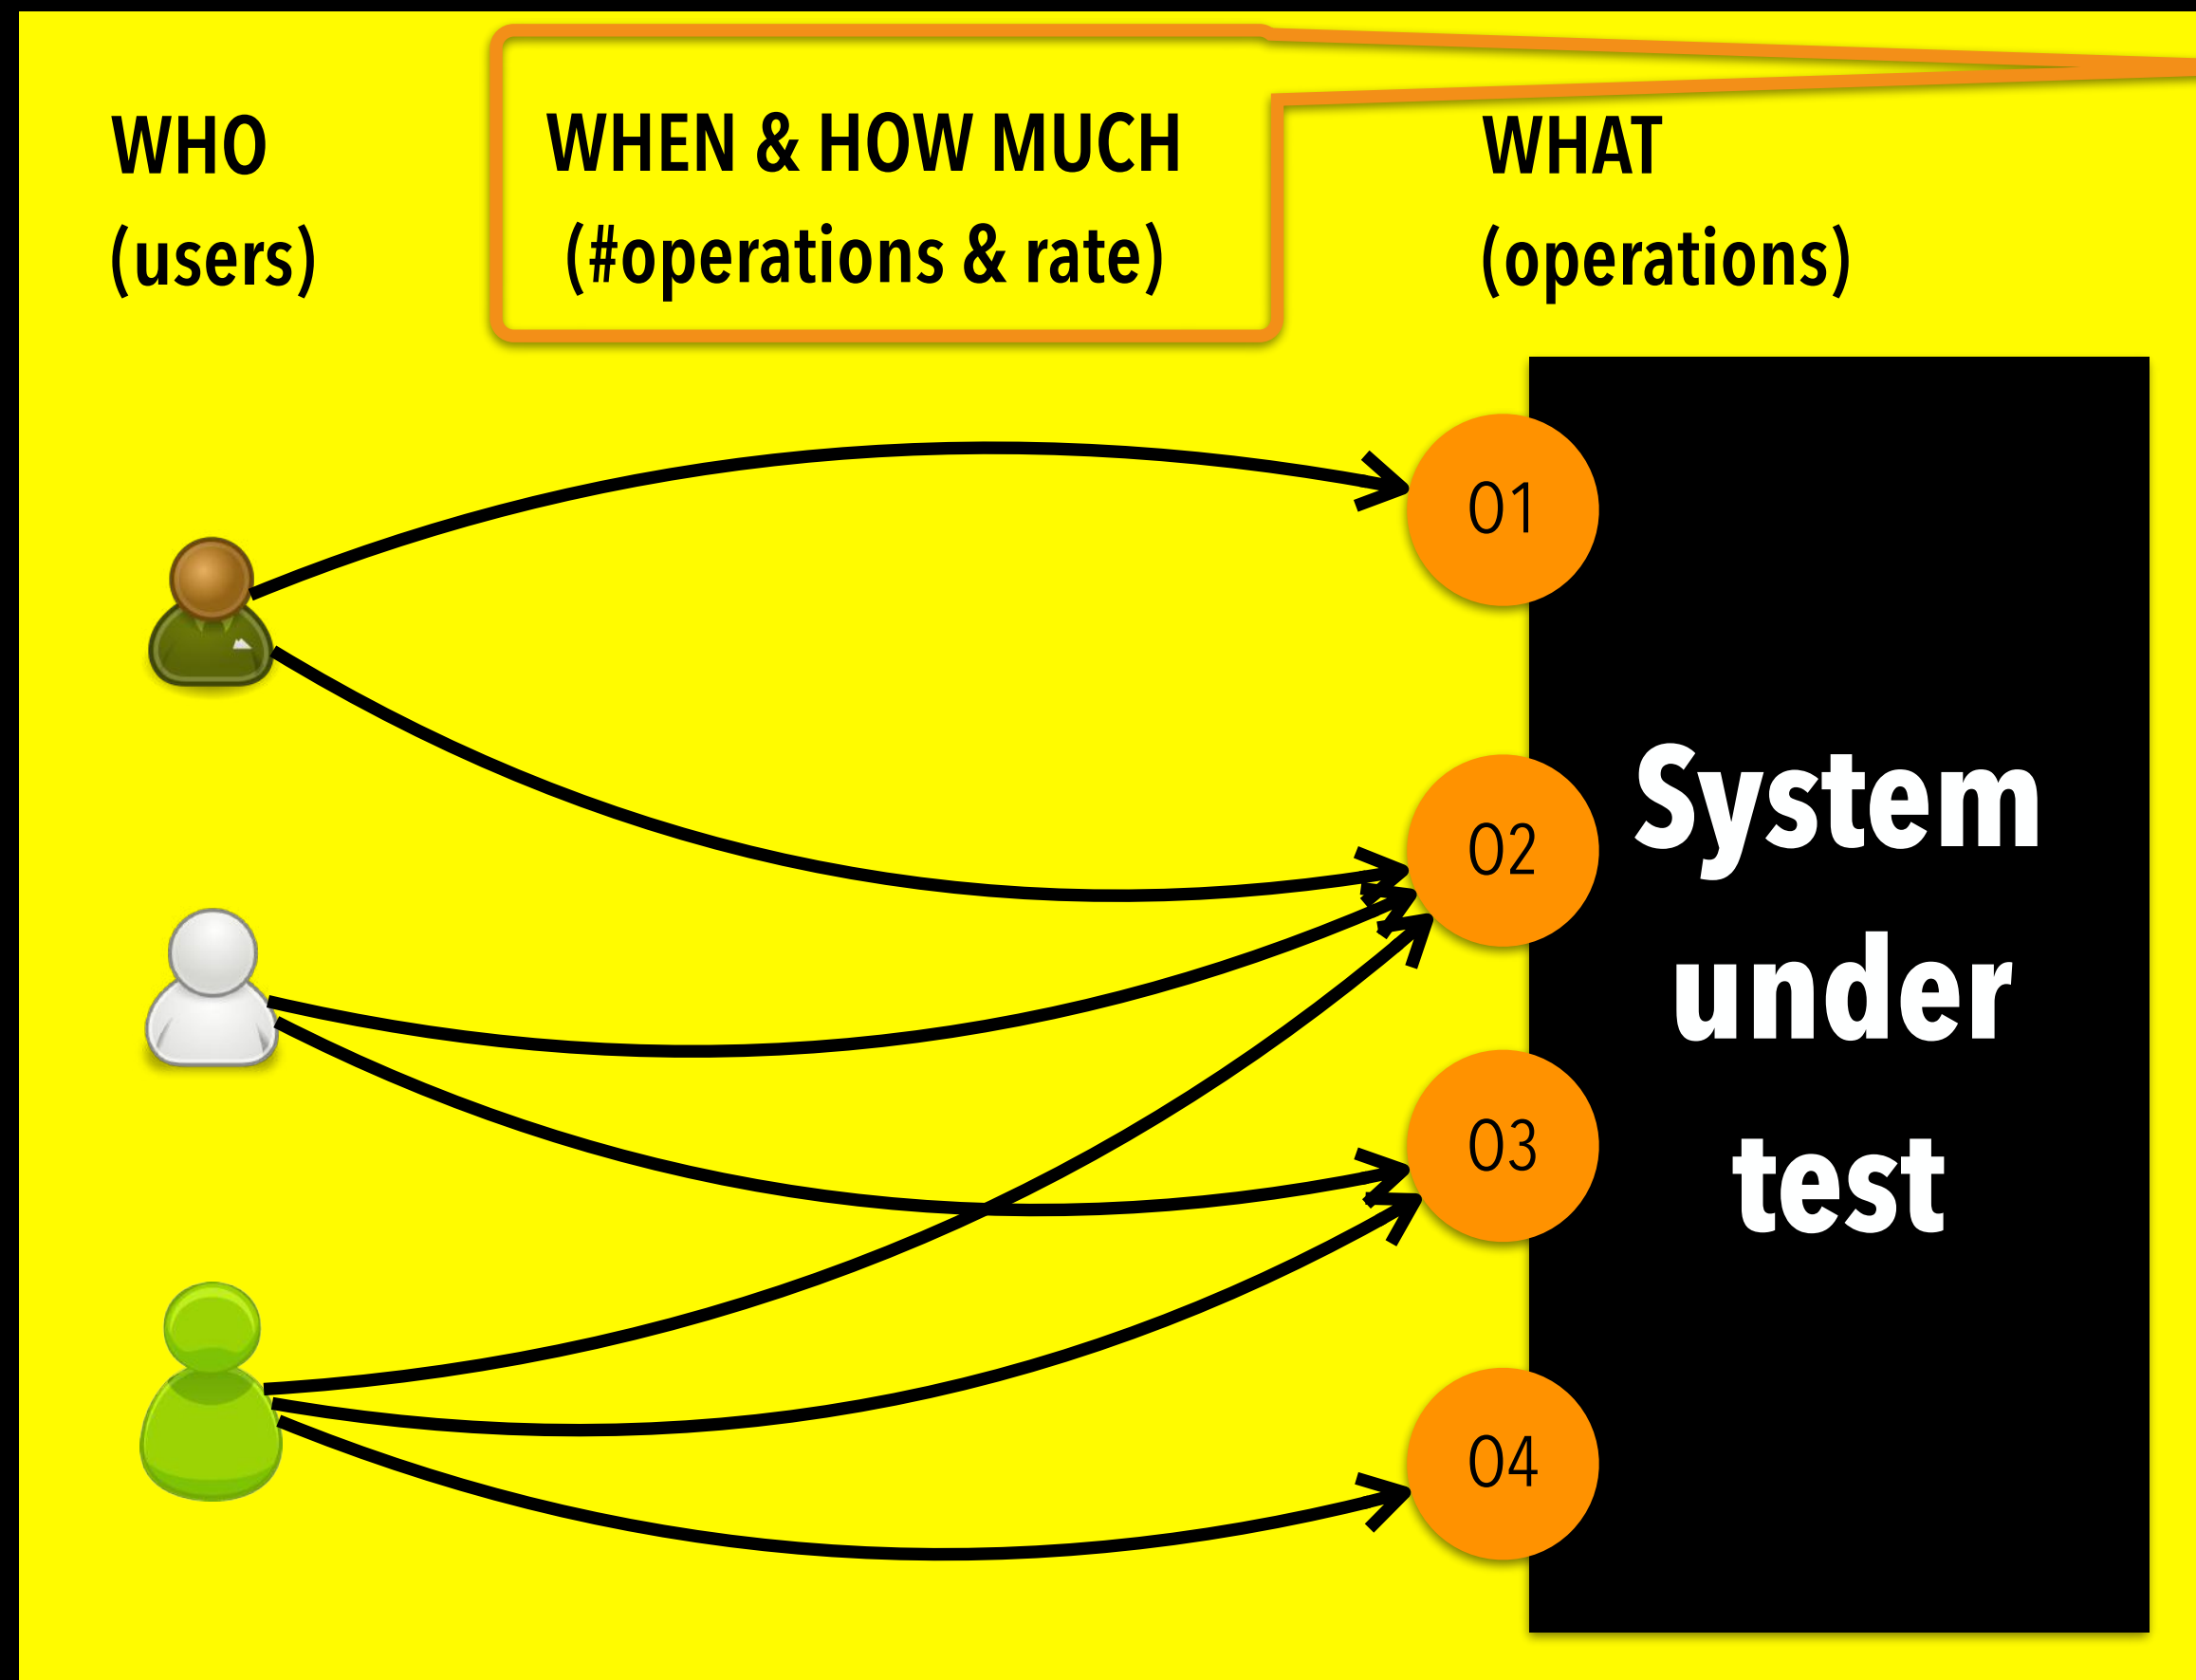 WHO
(users)
WHEN & HOW MUCH
(#operations & rate)
WHAT
(operations)
O1
O2
O3
O4
System
under
test